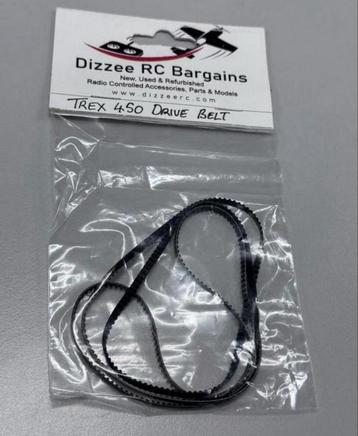 Dizzee RC Bargains
New, Used & Refurbished
Radio Controlled Accessories, Parts & Models
www.dizzeerc.com
TREX 450 DRIVE BELT